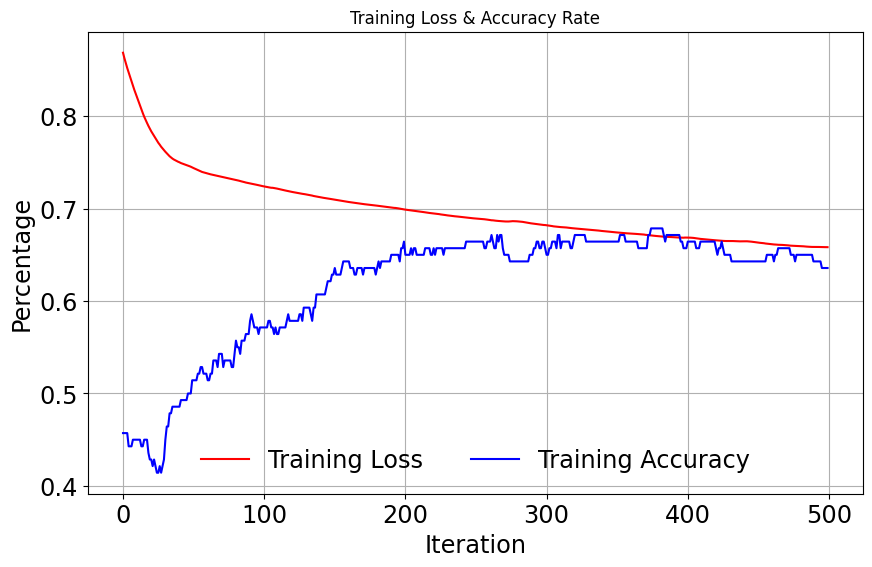 Training Loss & Accuracy Rate
Percentage
0.8
0.7
0.6
0.5
0.4
Training Loss
Training Accuracy
0
100
200
300
400
500
Iteration